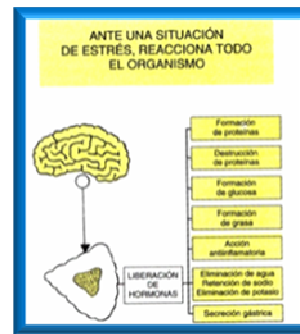 ANTE UNA SITUACIÓN
DE ESTRÉS, REACCIONA TODO
EL ORGANISMO
Formación
de proteínas
Destrucción
de proteínas
Formación
de glucosa
Formación
de grasa
Acción
antiinflamatoria
LIBERACIÓN
DE
HORMONAS
Eliminación de agua
Retención de sodio
Eliminación de potasio
Secreción gástrica